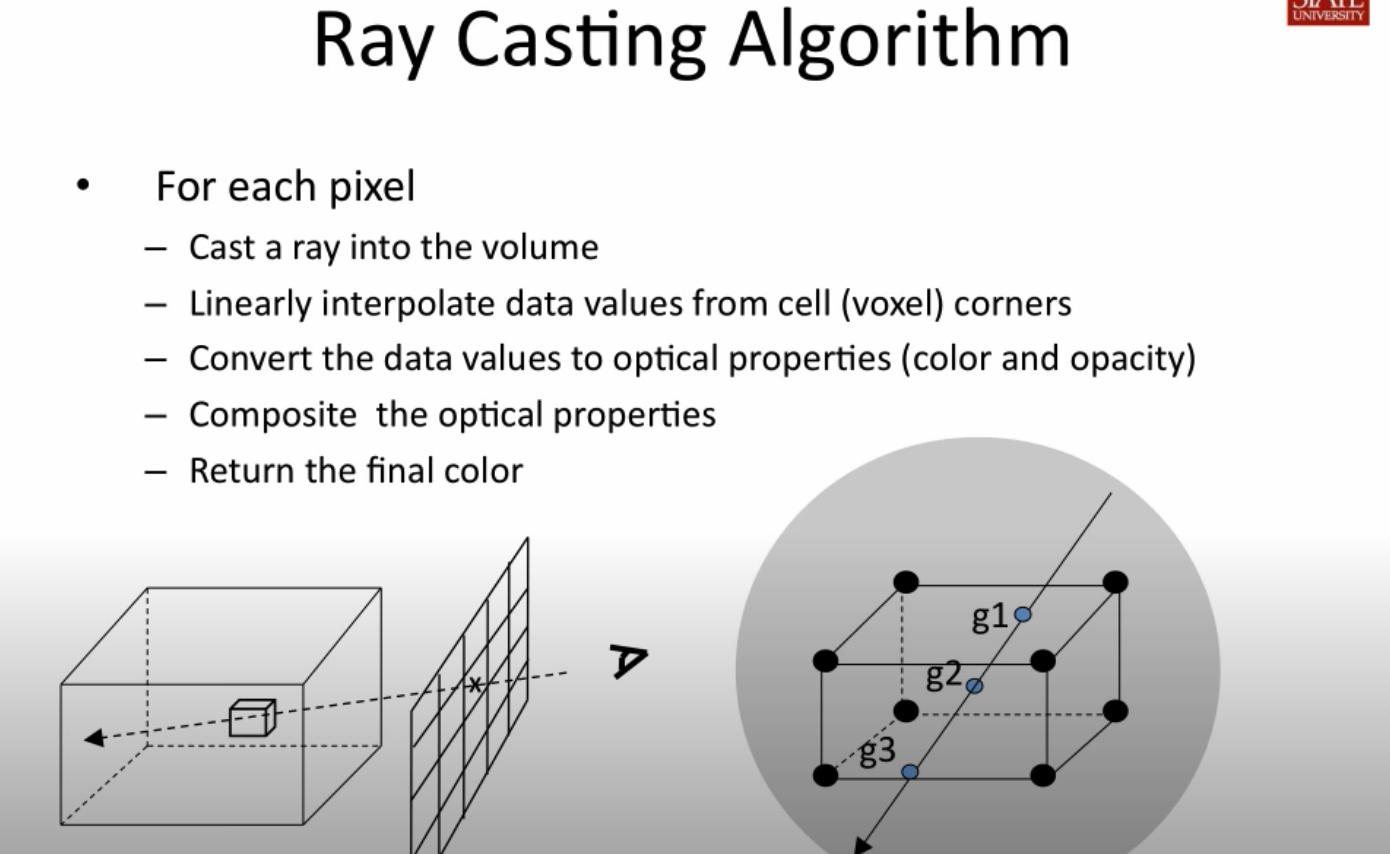 Ray Casting Algorithm
STATE
UNIVERSITY
• For each pixel
– Cast a ray into the volume
– Linearly interpolate data values from cell (voxel) corners
– Convert the data values to optical properties (color and opacity)
– Composite the optical properties
– Return the final color
x
g1
g2
g3